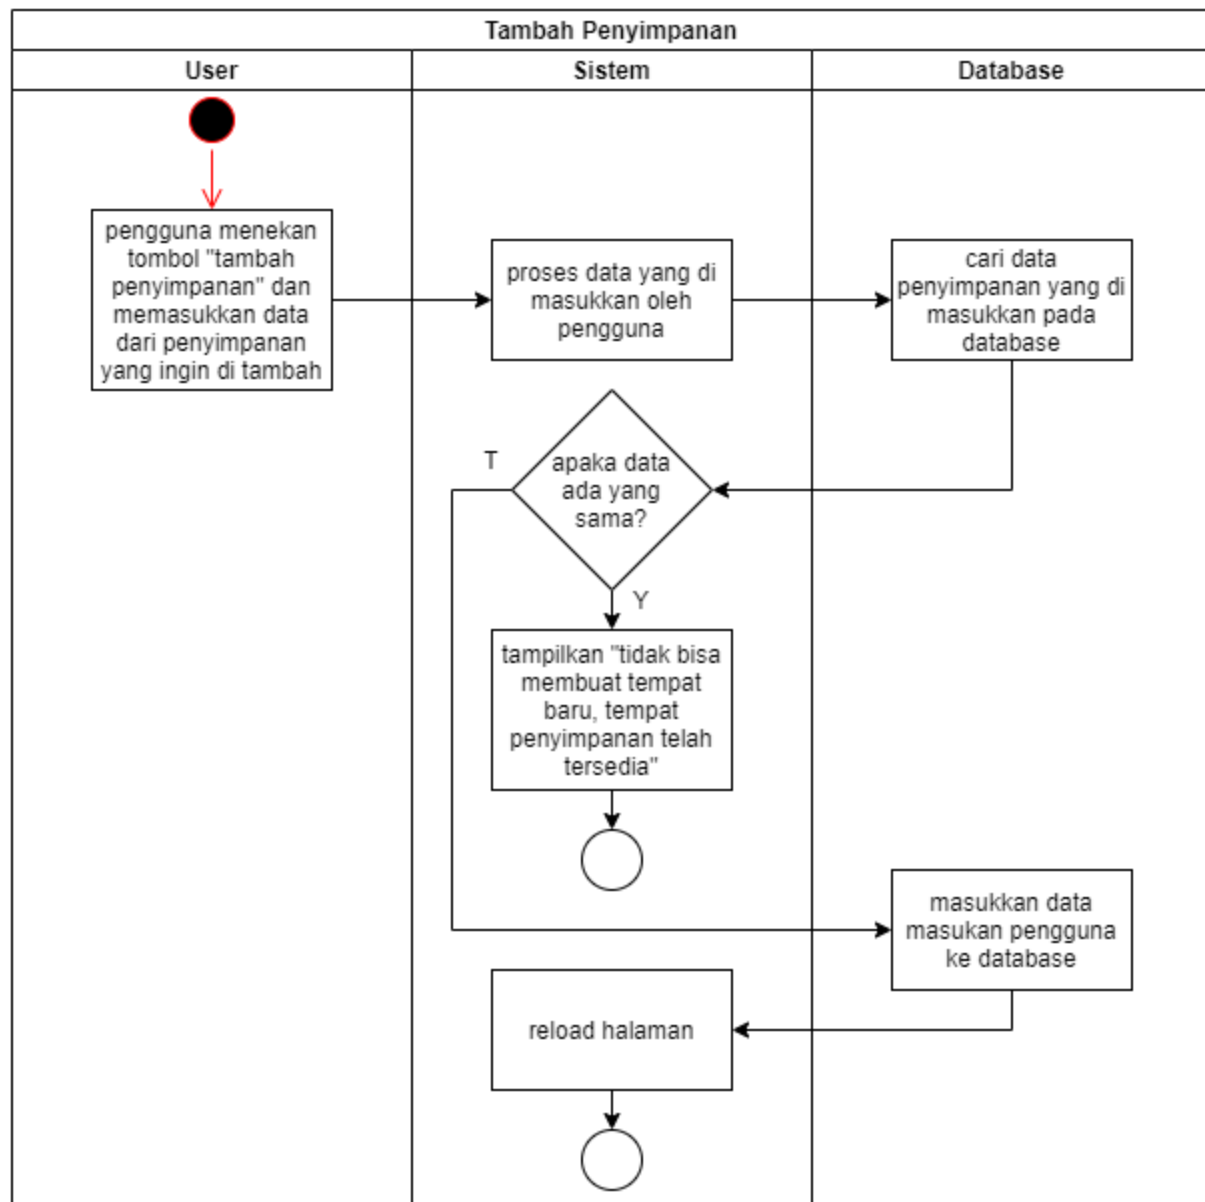 Tambah Penyimpanan
User
Sistem
Database
pengguna menekan
tombol "tambah
penyimpanan" dan
memasukkan data
dari penyimpanan
yang ingin di tambah
proses data yang di
masukkan oleh
pengguna
cari data
penyimpanan yang di
masukkan pada
database
apaka data
ada yang
sama?
T
Y
tampilkan "tidak bisa
membuat tempat
baru, tempat
penyimpanan telah
tersedia"
masukkan data
masukan pengguna
ke database
reload halaman